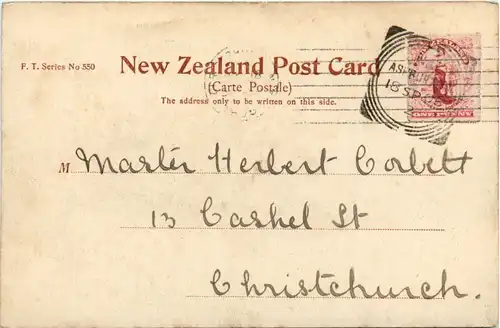 F. T. Series No 550
New Zealand Post Card
(Carte Postale)
The address only to be written on this side.
ONE PENNY
M Master Herbert Corbett
13 Cashel St
Christchurch.